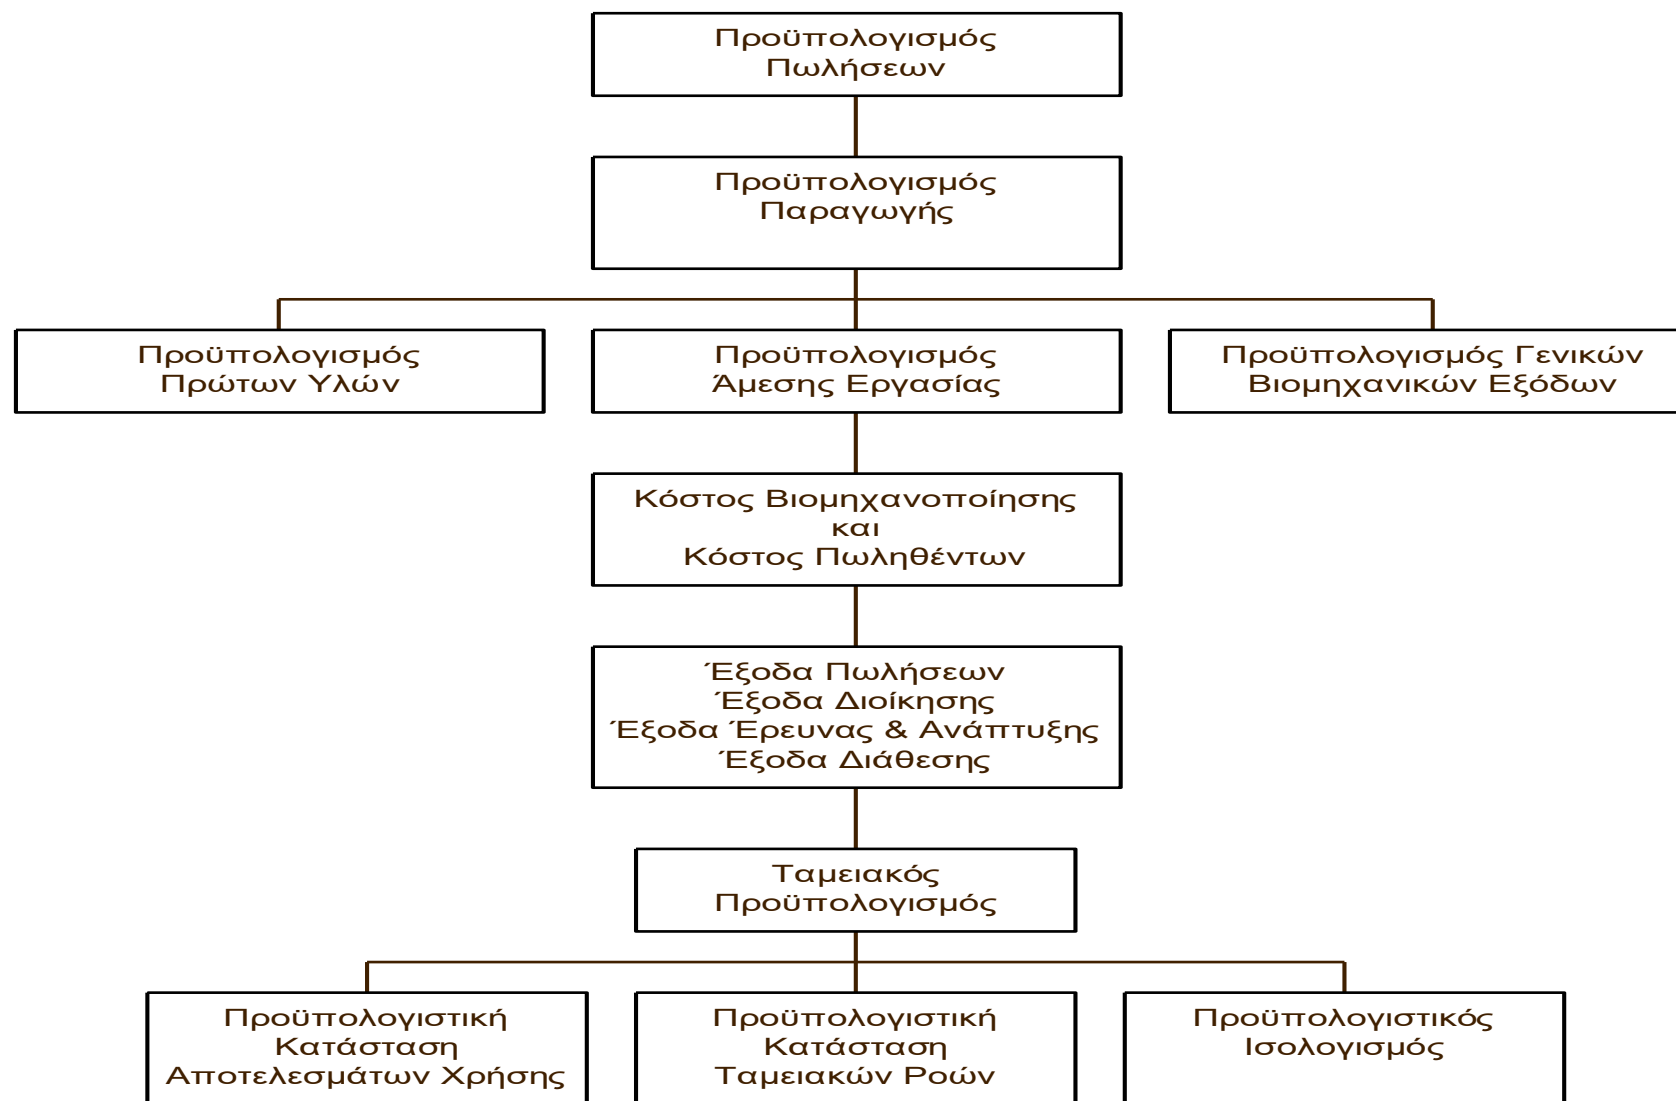 Προϋπολογισμός
Πωλήσεων
Προϋπολογισμός
Παραγωγής
Προϋπολογισμός
Πρώτων Υλών
Προϋπολογισμός
Άμεσης Εργασίας
Προϋπολογισμός Γενικών
Βιομηχανικών Εξόδων
Κόστος Βιομηχανοποίησης
και
Κόστος Πωληθέντων
Έξοδα Πωλήσεων
Έξοδα Διοίκησης
Έξοδα Έρευνας & Ανάπτυξης
Έξοδα Διάθεσης
Ταμειακός
Προϋπολογισμός
Προϋπολογιστική
Κατάσταση
Αποτελεσμάτων Χρήσης
Προϋπολογιστική
Κατάσταση
Ταμειακών Ροών
Προϋπολογιστικός
Ισολογισμός